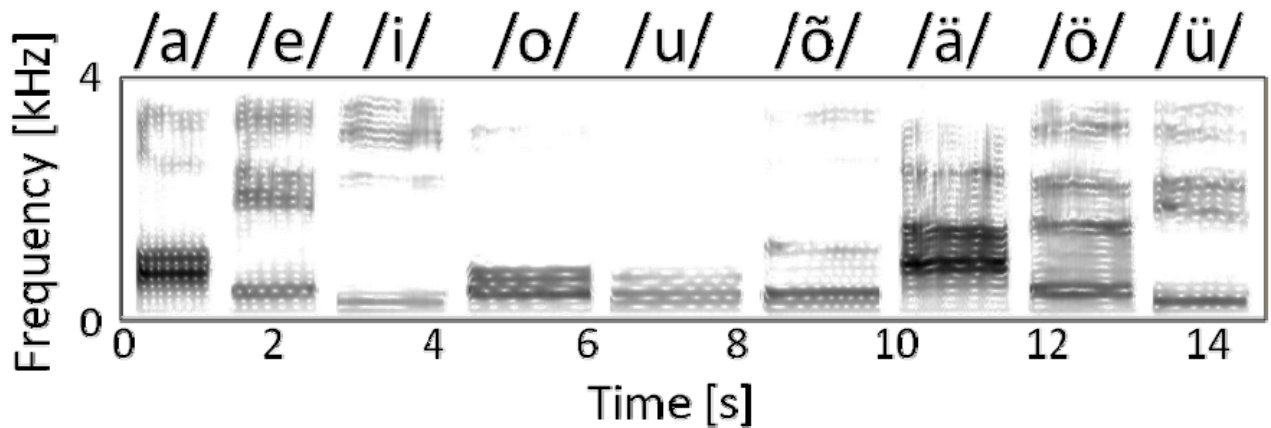 /a/ /e/ /i/ /o/ /u/ /õ/ /ä/ /ö/ /ü/
Frequency [kHz]
4
0
0 2 4 6 8 10 12 14
Time [s]